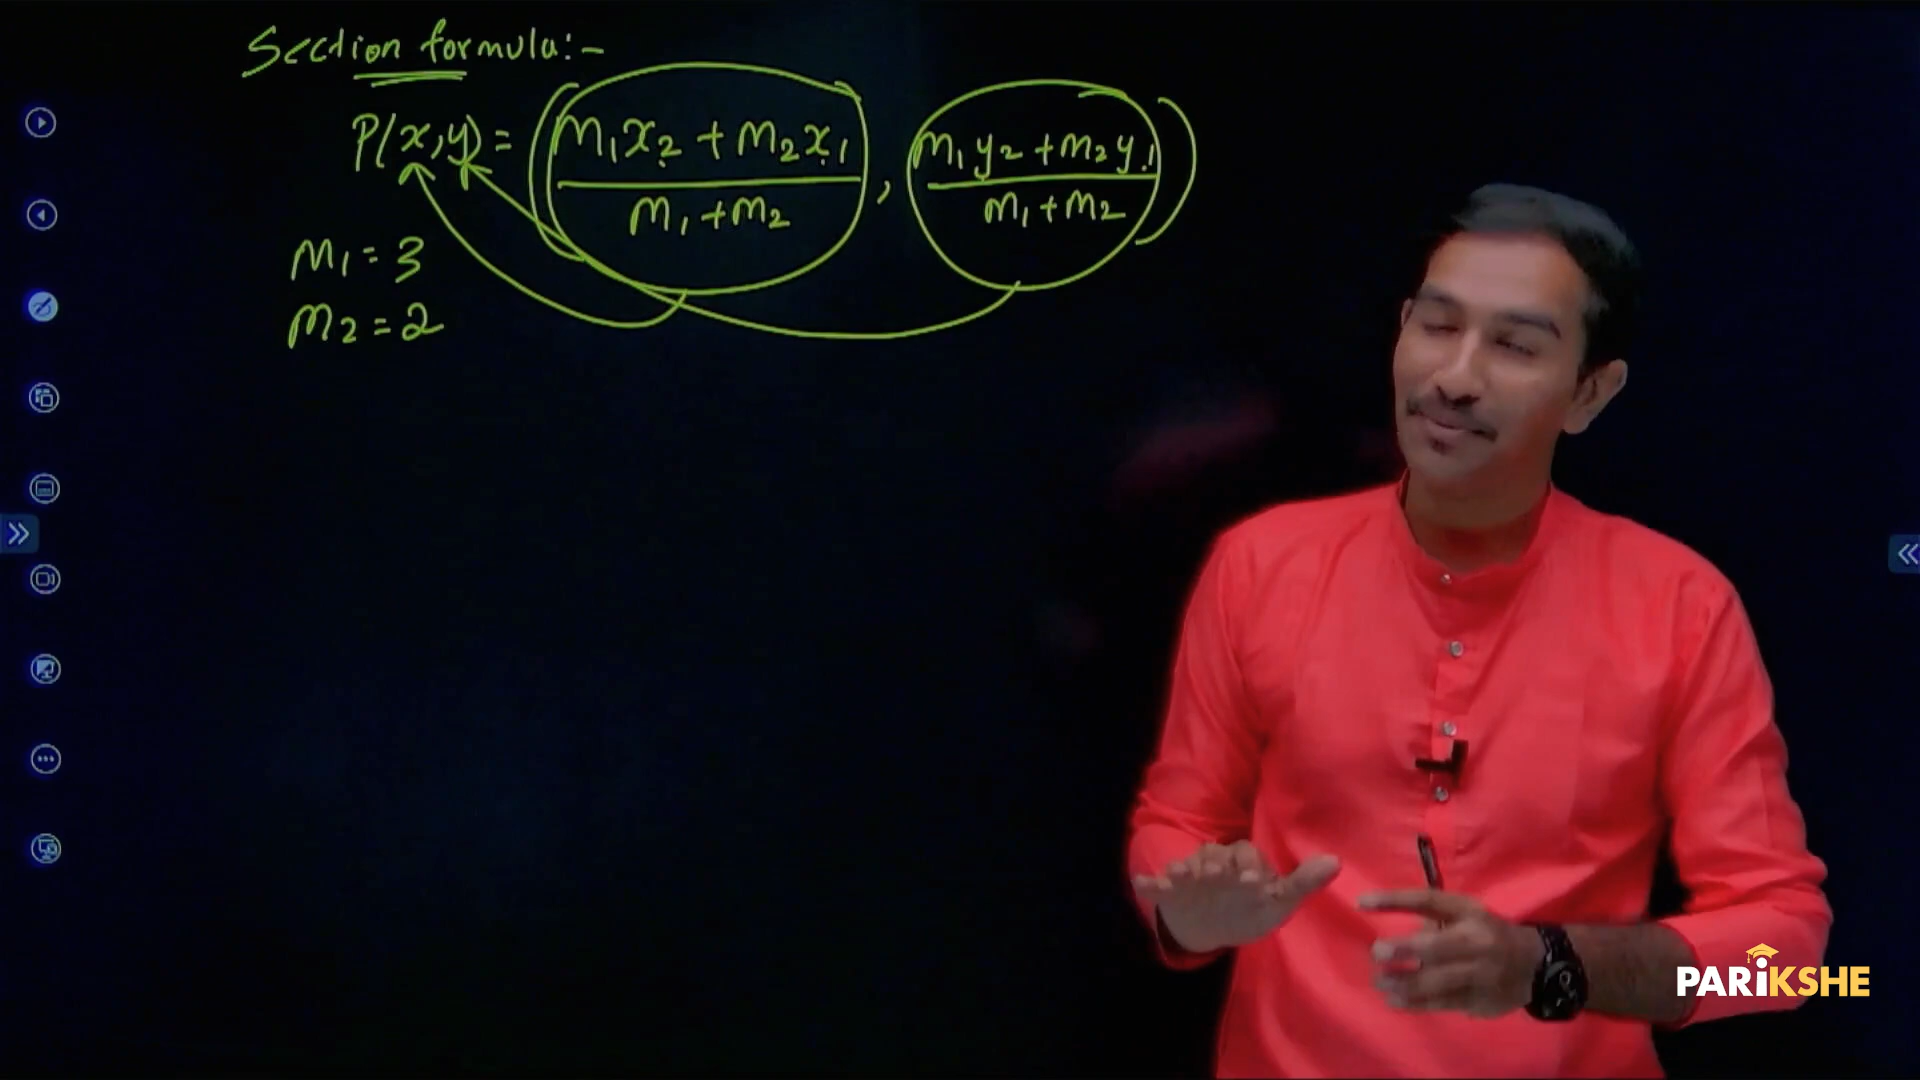 Section formula:-
P(x,y) = ( m₁x₂ + m₂x₁ / m₁ + m₂ , m₁y₂ + m₂y₁ / m₁ + m₂ )
m₁ = 3
m₂ = 2
PARiKSHE